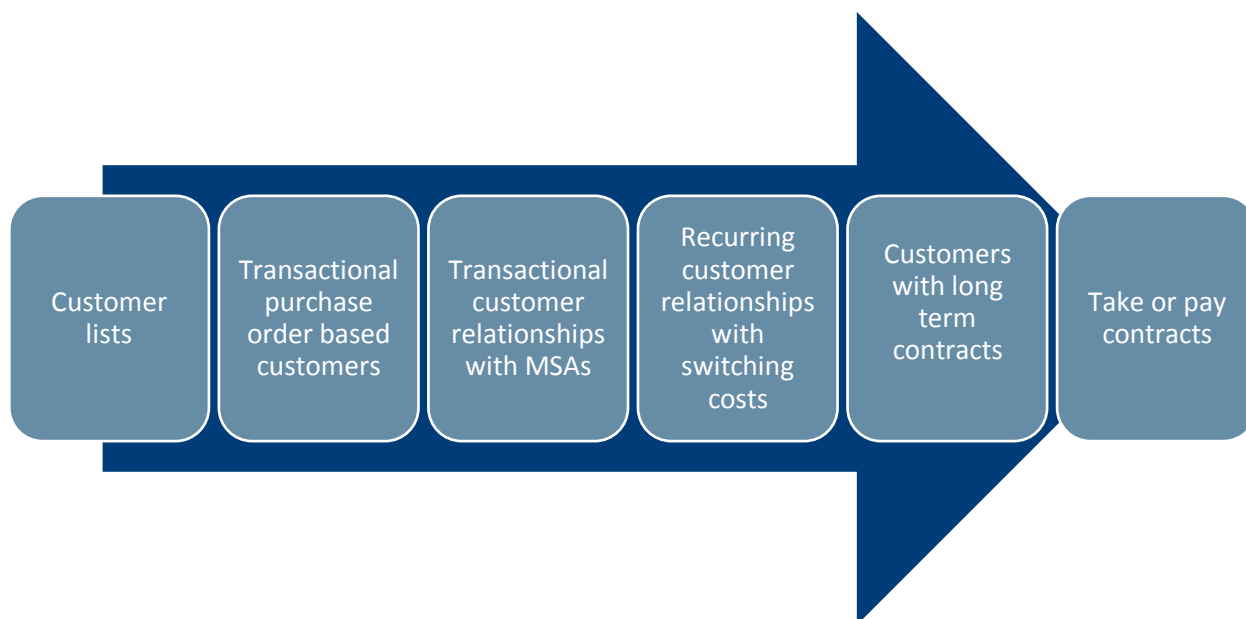 Customer
lists
Transactional
purchase
order based
customers
Transactional
customer
relationships
with MSAs
Recurring
customer
relationships
with
switching
costs
Customers
with long
term
contracts
Take or pay
contracts